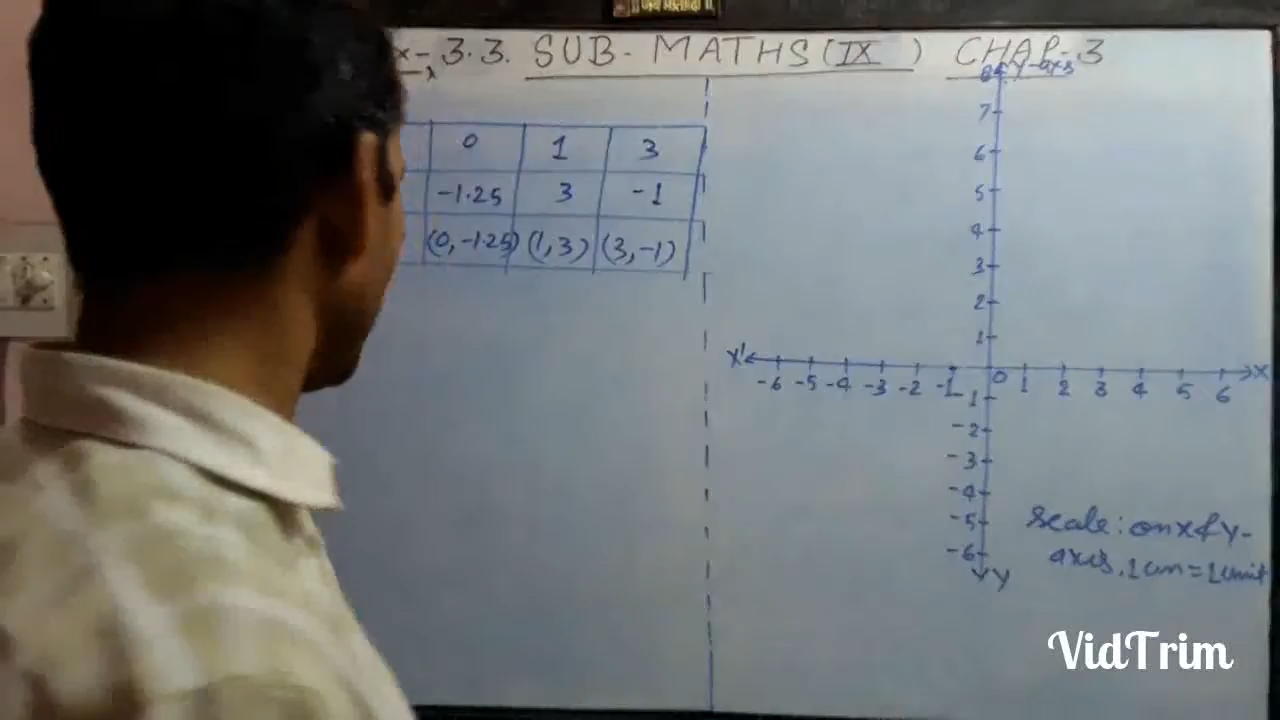 x- 3.3. SUB- MATHS (IX) CHAP-3
0 1 3
-1.25 3 -1
(0,-1.25) (1,3) (3,-1)
8 Y-axis
7
6
5
4
3
2
1
X' X
-6 -5 -4 -3 -2 -1 0 1 2 3 4 5 6
-1
-2
-3
-4
-5
-6
Y
Scale: on x & y-
axis, 1 cm = 1 unit
VidTrim